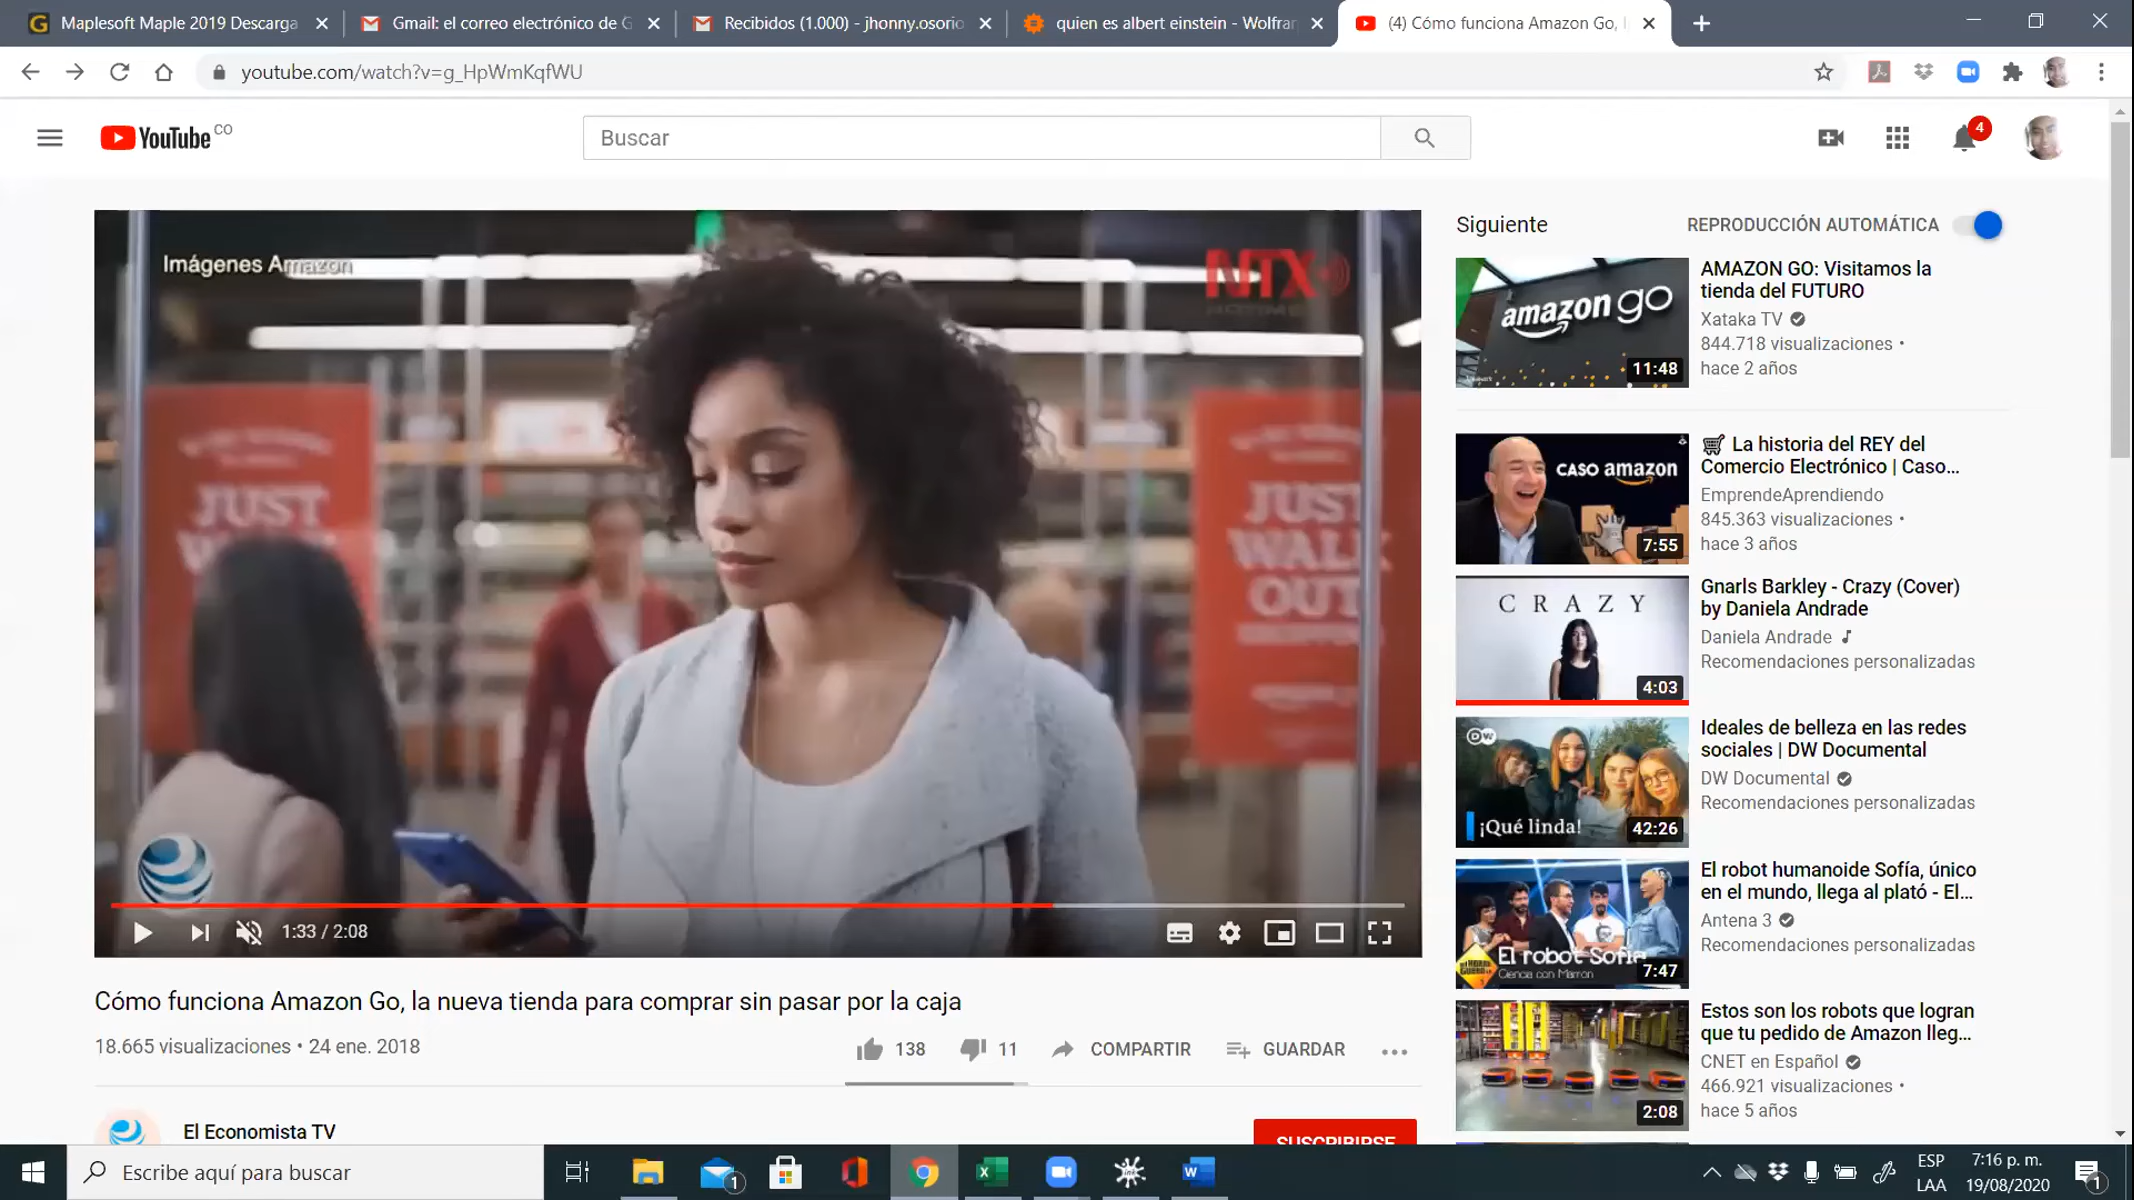 Maplesoft Maple 2019 Descarga
Gmail: el correo electrónico de G
Recibidos (1.000) - jhonny.osorio
quien es albert einstein - Wolfra
(4) Cómo funciona Amazon Go, l
youtube.com/watch?v=g_HpWmKqfWU
YouTube CO
Buscar
4
Imágenes Amazon
NTX
JUST
JUST
WALK
OUT
1:33 / 2:08
Cómo funciona Amazon Go, la nueva tienda para comprar sin pasar por la caja
18.665 visualizaciones • 24 ene. 2018
138
11
COMPARTIR
GUARDAR
El Economista TV
SUSCRIBIRSE
Siguiente
REPRODUCCIÓN AUTOMÁTICA
amazon go
11:48
AMAZON GO: Visitamos la
tienda del FUTURO
Xataka TV
844.718 visualizaciones •
hace 2 años
CASO amazon
7:55
La historia del REY del
Comercio Electrónico | Caso...
EmprendeAprendiendo
845.363 visualizaciones •
hace 3 años
CRAZY
4:03
Gnarls Barkley - Crazy (Cover)
by Daniela Andrade
Daniela Andrade
Recomendaciones personalizadas
DW
¡Qué linda!
42:26
Ideales de belleza en las redes
sociales | DW Documental
DW Documental
Recomendaciones personalizadas
El robot Sofía
Ciencia con Marron
7:47
El robot humanoide Sofía, único
en el mundo, llega al plató - El...
Antena 3
Recomendaciones personalizadas
2:08
Estos son los robots que logran
que tu pedido de Amazon lleg...
CNET en Español
466.921 visualizaciones •
hace 5 años
Escribe aquí para buscar
1
ESP
LAA
7:16 p. m.
19/08/2020
1